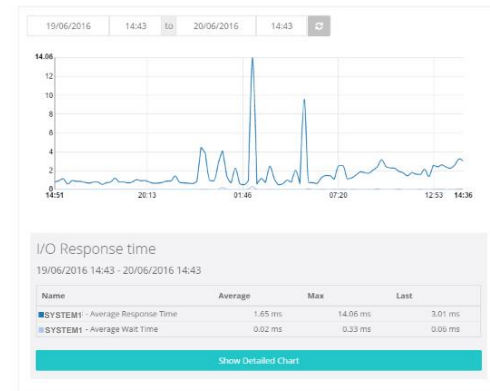 19/06/2016 14:43 to 20/06/2016 14:43
14.06
12
10
8
6
4
2
0
14:51 20:13 01:46 07:20 12:53 14:36
I/O Response time
19/06/2016 14:43 - 20/06/2016 14:43
Name Average Max Last
SYSTEM1 - Average Response Time 1.65 ms 14.06 ms 3.01 ms
SYSTEM1 - Average Wait Time 0.02 ms 0.33 ms 0.06 ms
Show Detailed Chart